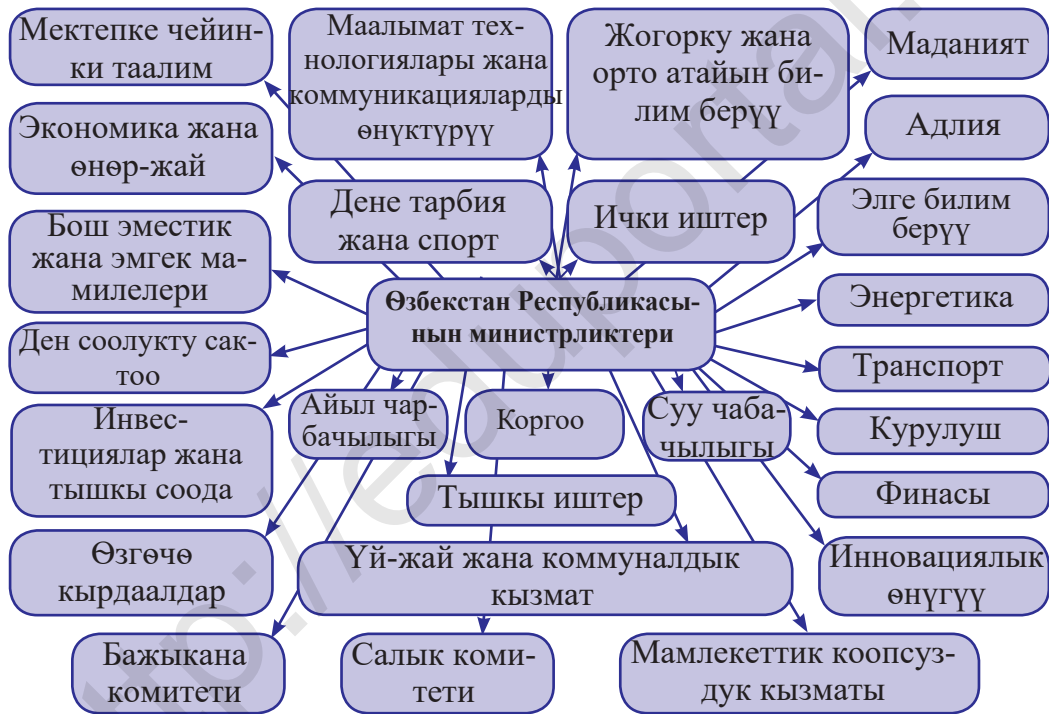 Мектепке чейин-
ки таалим
Маалымат тех-
нологиялары жана
коммуникацияларды
өнүктүрүү
Жогорку жана
орто атайын би-
лим берүү
Маданият
Экономика жана
өнөр-жай
Адлия
Дене тарбия
жана спорт
Ички иштер
Элге билим
берүү
Бош эместик
жана эмгек ма-
милелери
Өзбекстан Республикасы-
нын министрликтери
Энергетика
Ден соолукту сак-
тоо
Транспорт
Инвес-
тициялар жана
тышкы соода
Айыл чар-
бачылыгы
Коргоо
Суу чаба-
чылыгы
Курулуш
Тышкы иштер
Финасы
Өзгөчө
кырдаалдар
Үй-жай жана коммуналдык
кызмат
Инновациялык
өнүгүү
Бажыкана
комитети
Салык коми-
тети
Мамлекеттик коопсуз-
дук кызматы
http://eduportal.